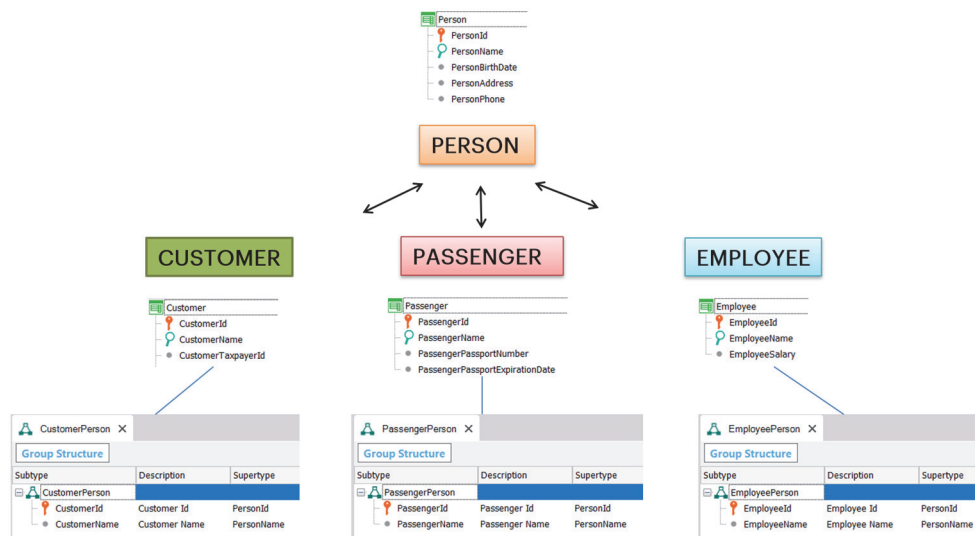 Person
PersonId
PersonName
PersonBirthDate
PersonAddress
PersonPhone
PERSON
CUSTOMER
PASSENGER
EMPLOYEE
Customer
CustomerId
CustomerName
CustomerTaxpayerId
Passenger
PassengerId
PassengerName
PassengerPassportNumber
PassengerPassportExpirationDate
Employee
EmployeeId
EmployeeName
EmployeeSalary
CustomerPerson
Group Structure
Subtype Description Supertype
CustomerPerson
CustomerId Customer Id PersonId
CustomerName Customer Name PersonName
PassengerPerson
Group Structure
Subtype Description Supertype
PassengerPerson
PassengerId Passenger Id PersonId
PassengerName Passenger Name PersonName
EmployeePerson
Group Structure
Subtype Description Supertype
EmployeePerson
EmployeeId Employee Id PersonId
EmployeeName Employee Name PersonName